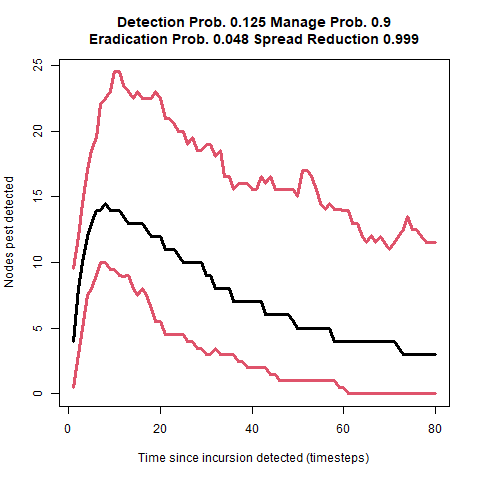 Detection Prob. 0.125 Manage Prob. 0.9
Eradication Prob. 0.048 Spread Reduction 0.999
25
20
15
10
5
0
Nodes pest detected
0 20 40 60 80
Time since incursion detected (timesteps)